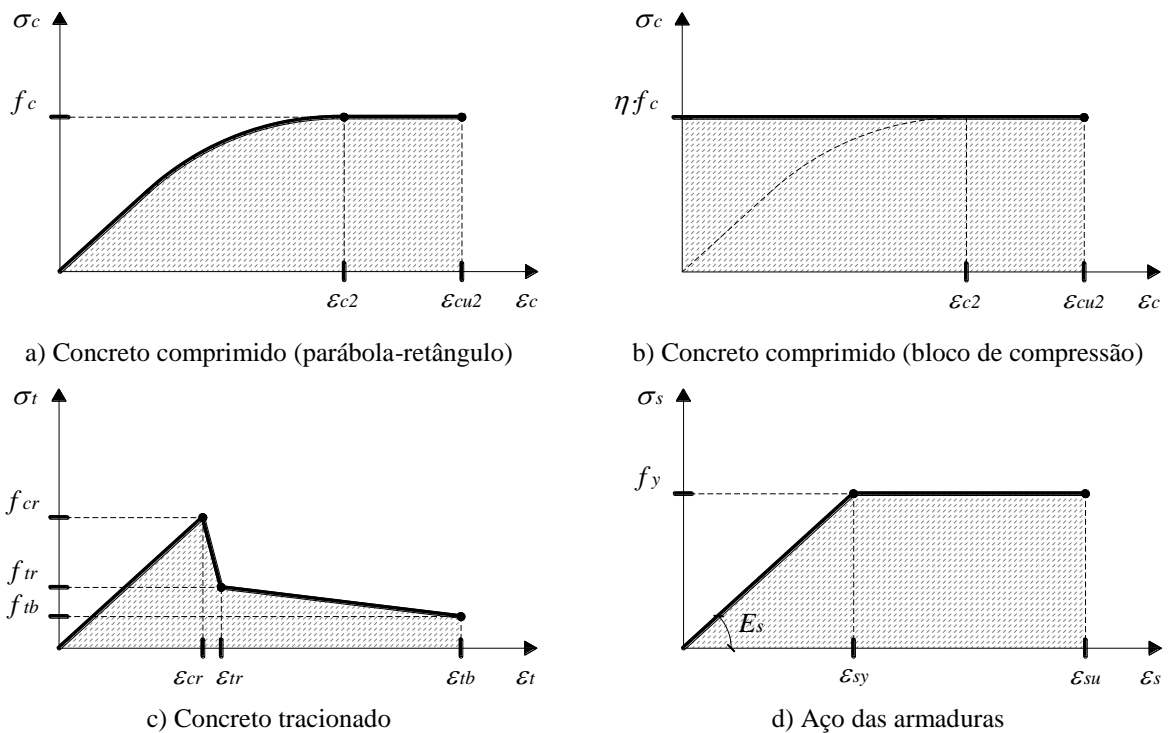 σc
fc
εc2
εcu2
εc
a) Concreto comprimido (parábola-retângulo)
σc
η·fc
εc2
εcu2
εc
b) Concreto comprimido (bloco de compressão)
σt
fcr
ftr
ftb
εcr
εtr
εtb
εt
c) Concreto tracionado
σs
fy
Es
εsy
εsu
εs
d) Aço das armaduras